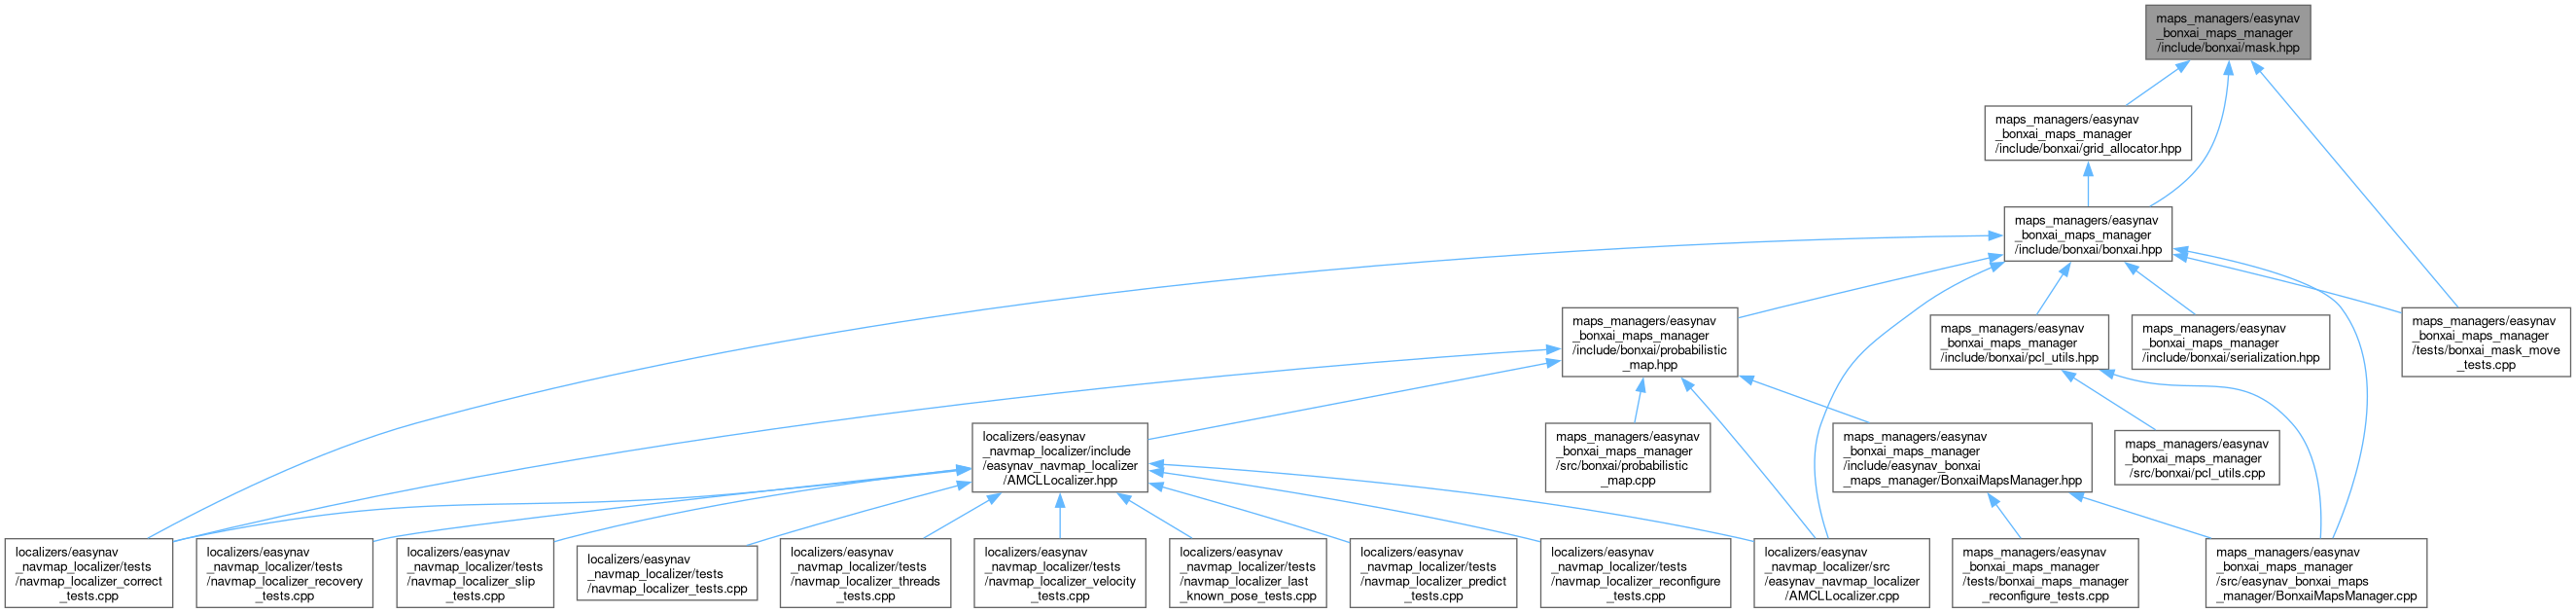 maps_managers/easynav
_bonxai_maps_manager
/include/bonxai/mask.hpp
maps_managers/easynav
_bonxai_maps_manager
/include/bonxai/grid_allocator.hpp
maps_managers/easynav
_bonxai_maps_manager
/include/bonxai/bonxai.hpp
maps_managers/easynav
_bonxai_maps_manager
/include/bonxai/probabilistic
_map.hpp
maps_managers/easynav
_bonxai_maps_manager
/include/bonxai/pcl_utils.hpp
maps_managers/easynav
_bonxai_maps_manager
/include/bonxai/serialization.hpp
maps_managers/easynav
_bonxai_maps_manager
/tests/bonxai_mask_move
_tests.cpp
localizers/easynav
_navmap_localizer/include
/easynav_navmap_localizer
/AMCLLocalizer.hpp
maps_managers/easynav
_bonxai_maps_manager
/src/bonxai/probabilistic
_map.cpp
maps_managers/easynav
_bonxai_maps_manager
/include/easynav_bonxai
_maps_manager/BonxaiMapsManager.hpp
maps_managers/easynav
_bonxai_maps_manager
/src/bonxai/pcl_utils.cpp
localizers/easynav
_navmap_localizer/tests
/navmap_localizer_correct
_tests.cpp
localizers/easynav
_navmap_localizer/tests
/navmap_localizer_recovery
_tests.cpp
localizers/easynav
_navmap_localizer/tests
/navmap_localizer_slip
_tests.cpp
localizers/easynav
_navmap_localizer/tests
/navmap_localizer_tests.cpp
localizers/easynav
_navmap_localizer/tests
/navmap_localizer_threads
_tests.cpp
localizers/easynav
_navmap_localizer/tests
/navmap_localizer_velocity
_tests.cpp
localizers/easynav
_navmap_localizer/tests
/navmap_localizer_last
_known_pose_tests.cpp
localizers/easynav
_navmap_localizer/tests
/navmap_localizer_predict
_tests.cpp
localizers/easynav
_navmap_localizer/tests
/navmap_localizer_reconfigure
_tests.cpp
localizers/easynav
_navmap_localizer/src
/easynav_navmap_localizer
/AMCLLocalizer.cpp
maps_managers/easynav
_bonxai_maps_manager
/tests/bonxai_maps_manager
_reconfigure_tests.cpp
maps_managers/easynav
_bonxai_maps_manager
/src/easynav_bonxai_maps
_manager/BonxaiMapsManager.cpp